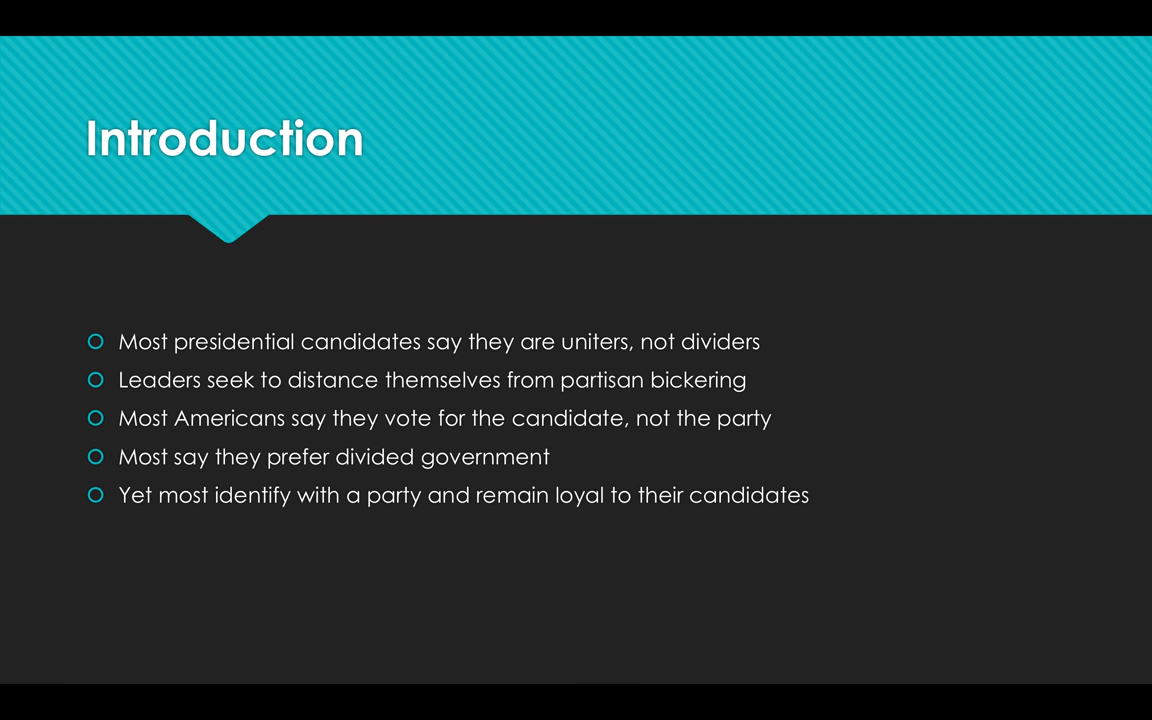 Introduction
Most presidential candidates say they are uniters, not dividers
Leaders seek to distance themselves from partisan bickering
Most Americans say they vote for the candidate, not the party
Most say they prefer divided government
Yet most identify with a party and remain loyal to their candidates